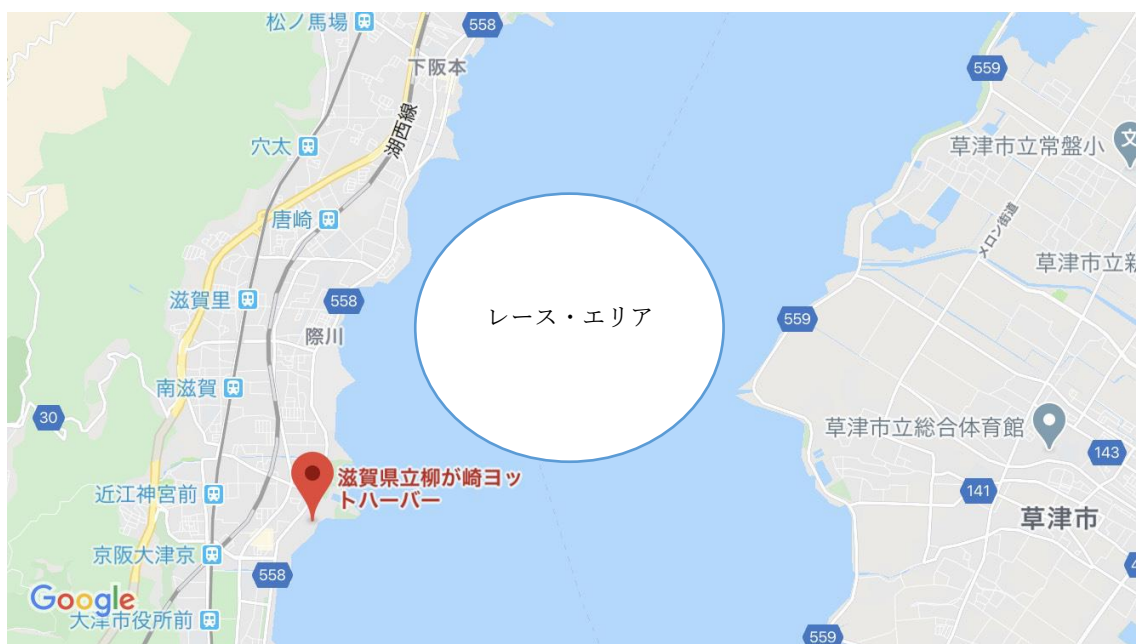 松ノ馬場
558
下阪本
559
湖西線
穴太
草津市立常盤小
文
唐崎
メロン街道
草津市立新
滋賀里
558
レース・エリア
559
際川
南滋賀
30
草津市立総合体育館
143
滋賀県立柳が崎ヨッ
トハーバー
近江神宮前
141
草津市
京阪大津京
558
4
Google
大津市役所前
559